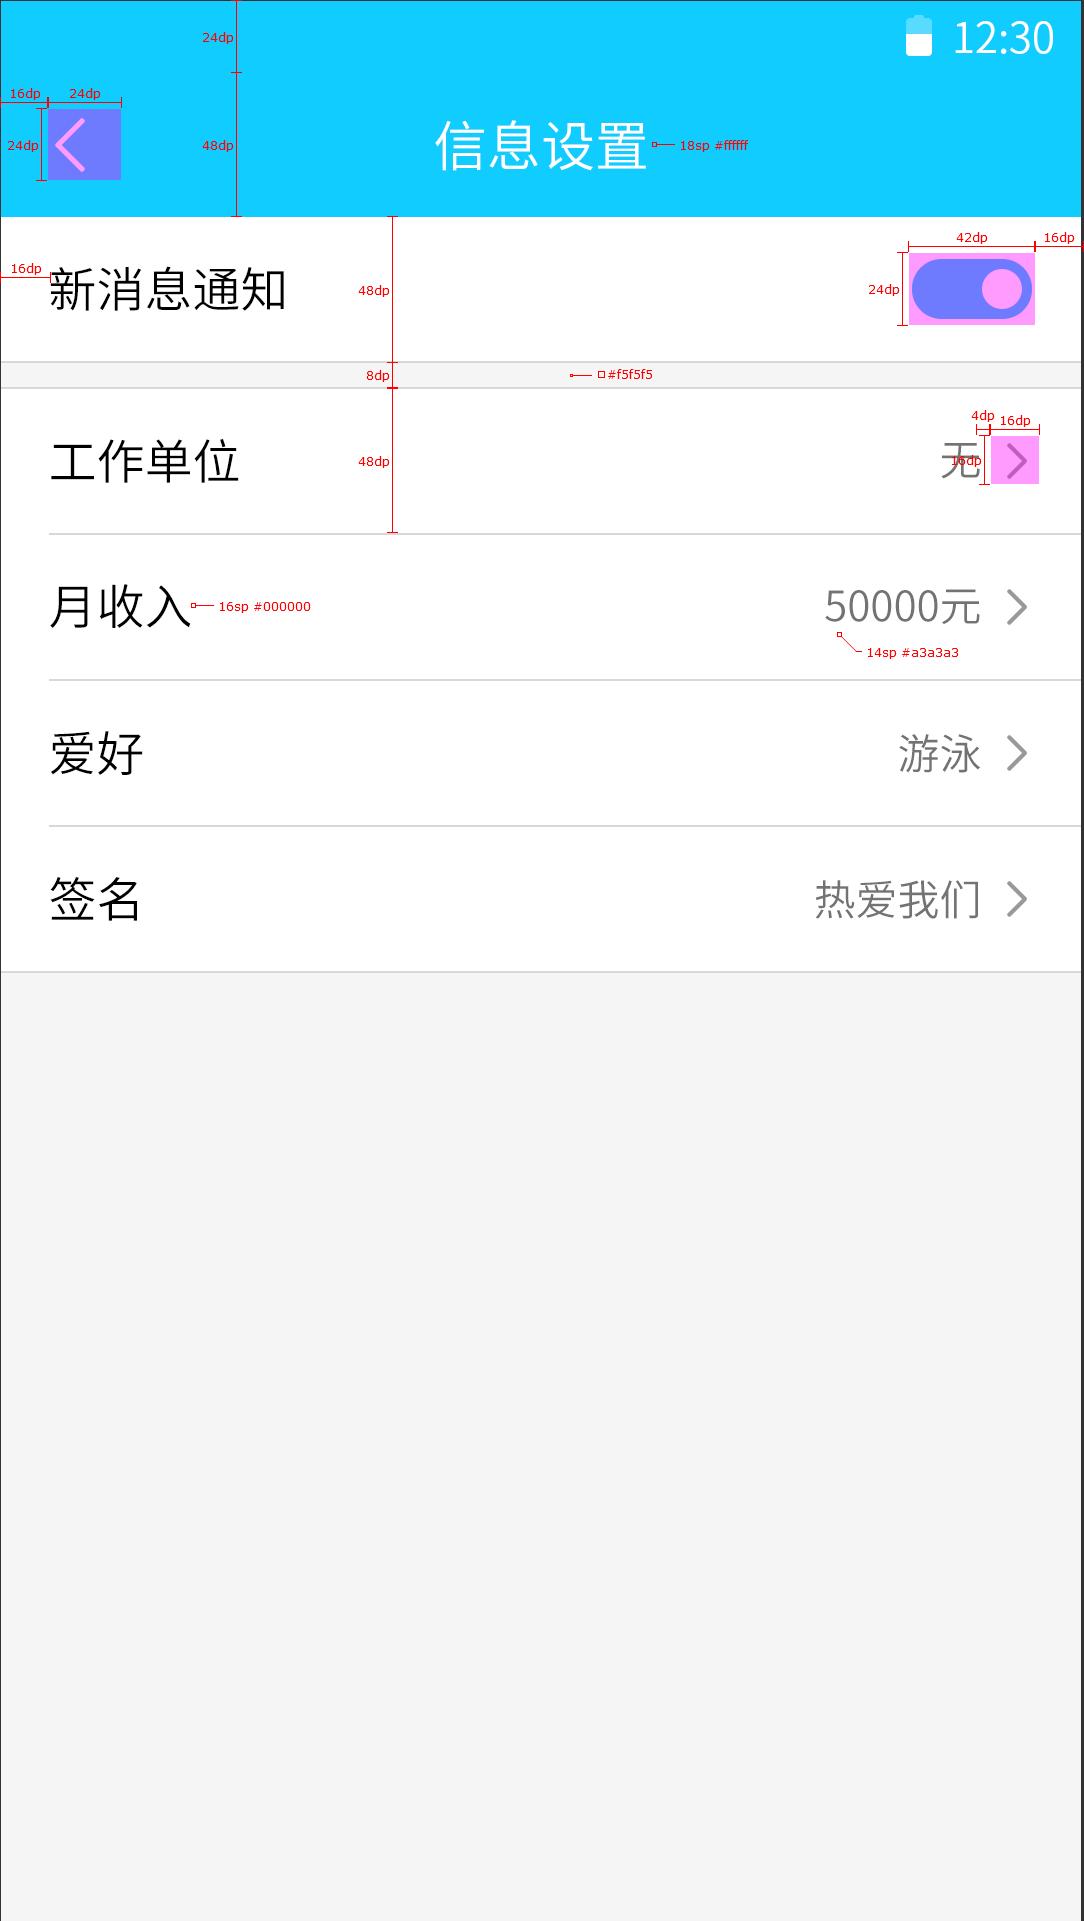 24dp
12:30
16dp
24dp
24dp
48dp
信息设置
18sp #ffffff
42dp
16dp
16dp
新消息通知
48dp
24dp
8dp
#f5f5f5
4dp
16dp
工作单位
48dp
无
16dp
月收入
16sp #000000
50000元
14sp #a3a3a3
爱好
游泳
签名
热爱我们